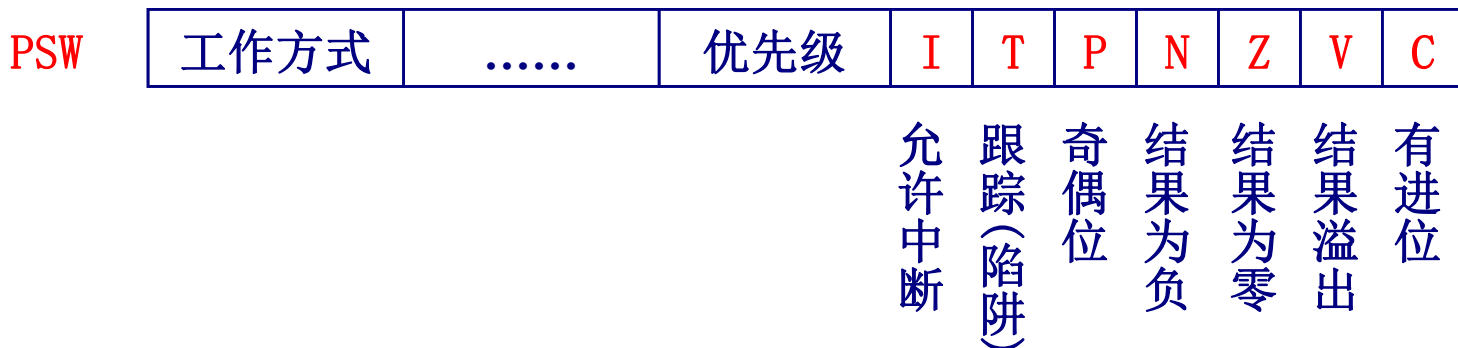 PSW 工作方式 …… 优先级 I T P N Z V C
允许中断
跟踪(陷阱)
奇偶位
结果为负
结果为零
结果溢出
有进位